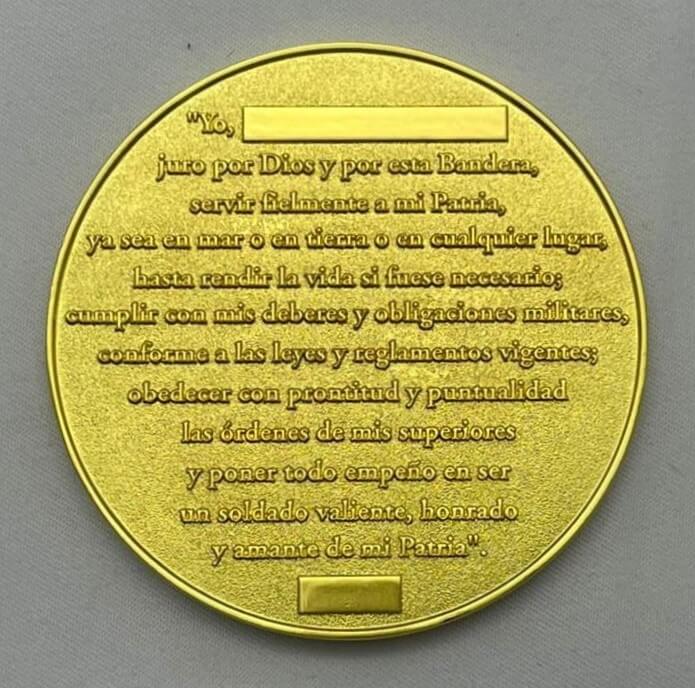 "Yo,
juro por Dios y por esta Bandera,
servir fielmente a mi Patria,
ya sea en mar o en tierra o en cualquier lugar,
hasta rendir la vida si fuese necesario;
cumplir con mis deberes y obligaciones militares,
conforme a las leyes y reglamentos vigentes;
obedecer con prontitud y puntualidad
las órdenes de mis superiores
y poner todo empeño en ser
un soldado valiente, honrado
y amante de mi Patria".